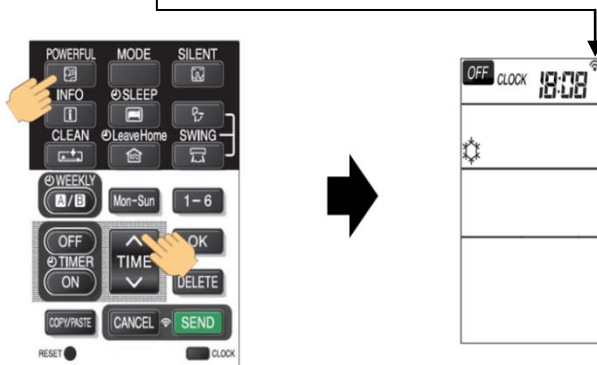 POWERFUL MODE SILENT
INFO SLEEP
CLEAN LeaveHome SWING
WEEKLY
A/B Mon-Sun 1-6
OFF OK
TIMER TIME
ON DELETE
COPY/PASTE CANCEL SEND
RESET CLOCK
OFF CLOCK 18:08